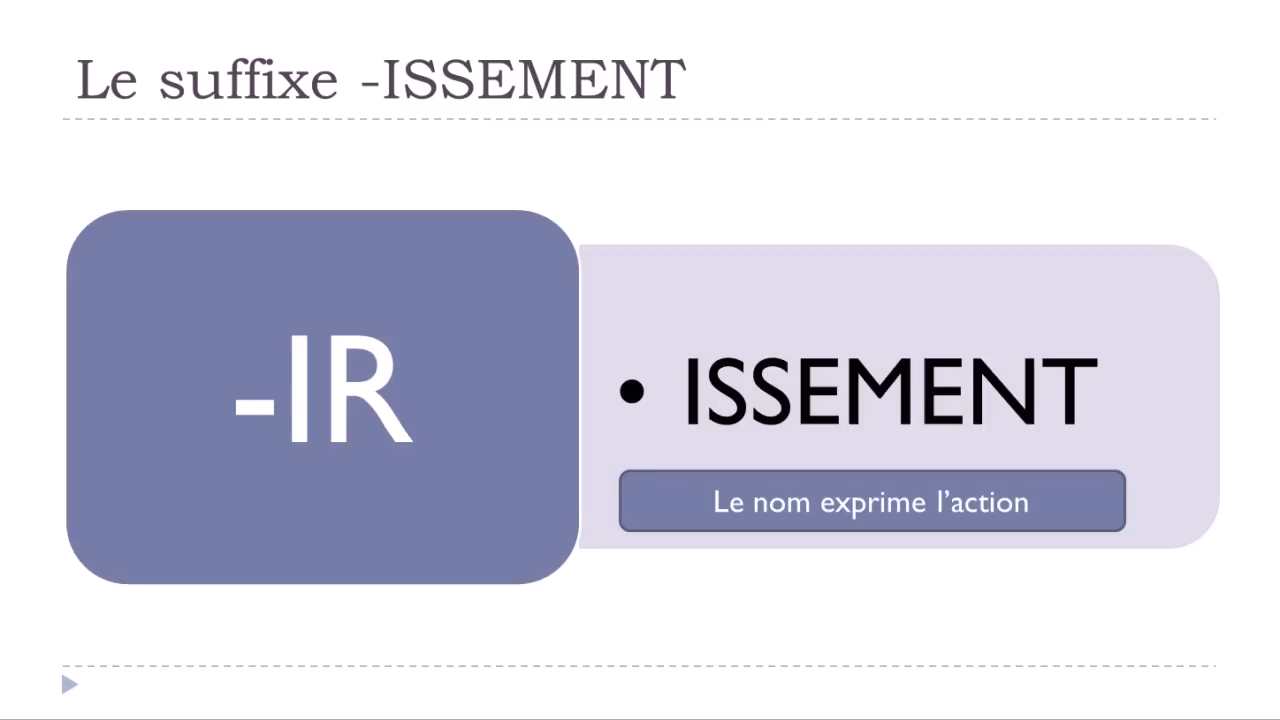 Le suffixe -ISSEMENT
-IR
• ISSEMENT
Le nom exprime l’action